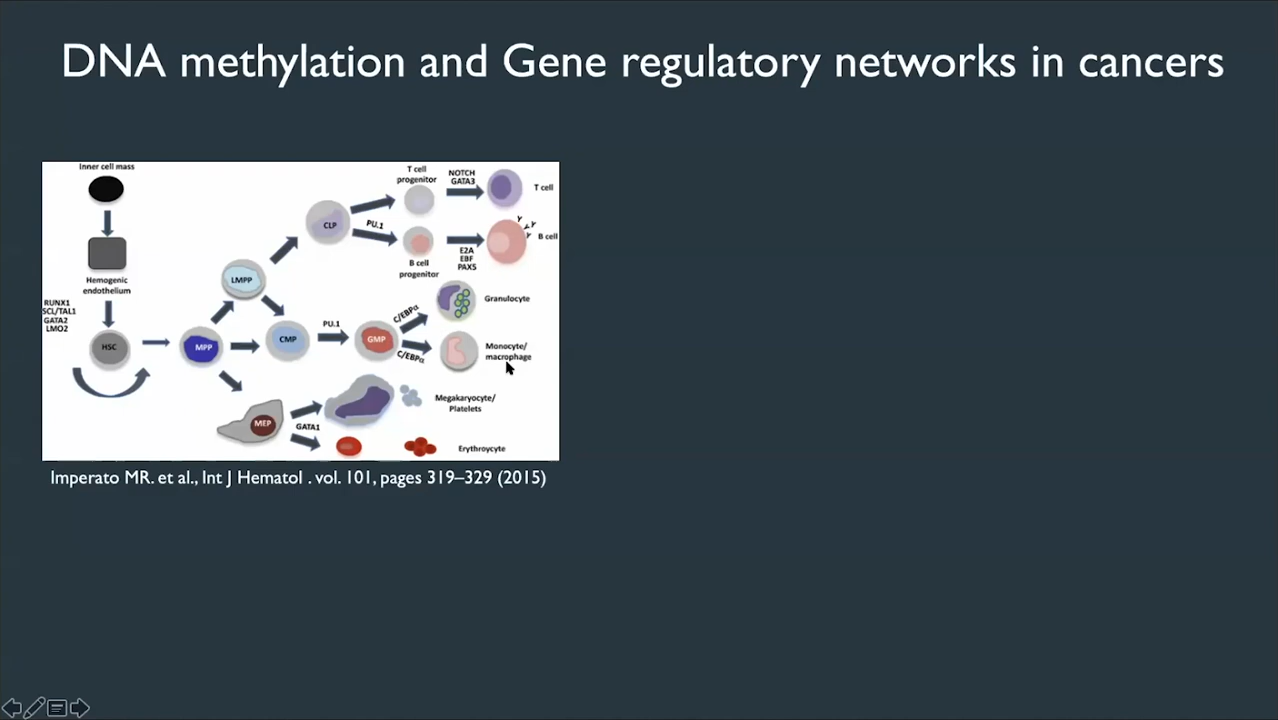 DNA methylation and Gene regulatory networks in cancers
Inner cell mass
Hemogenic
endothelium
RUNX1
SCL/TAL1
GATA2
LMO2
HSC
MPP
LMPP
CLP
CMP
PU.1
GMP
MEP
GATA1
PU.1
T cell
progenitor
NOTCH
GATA3
T cell
B cell
progenitor
E2A
EBF
PAX5
B cell
C/EBPα
Granulocyte
C/EBPα
Monocyte/
macrophage
Megakaryocyte/
Platelets
Erythroycyte
Imperato MR. et al., Int J Hematol . vol. 101, pages 319–329 (2015)